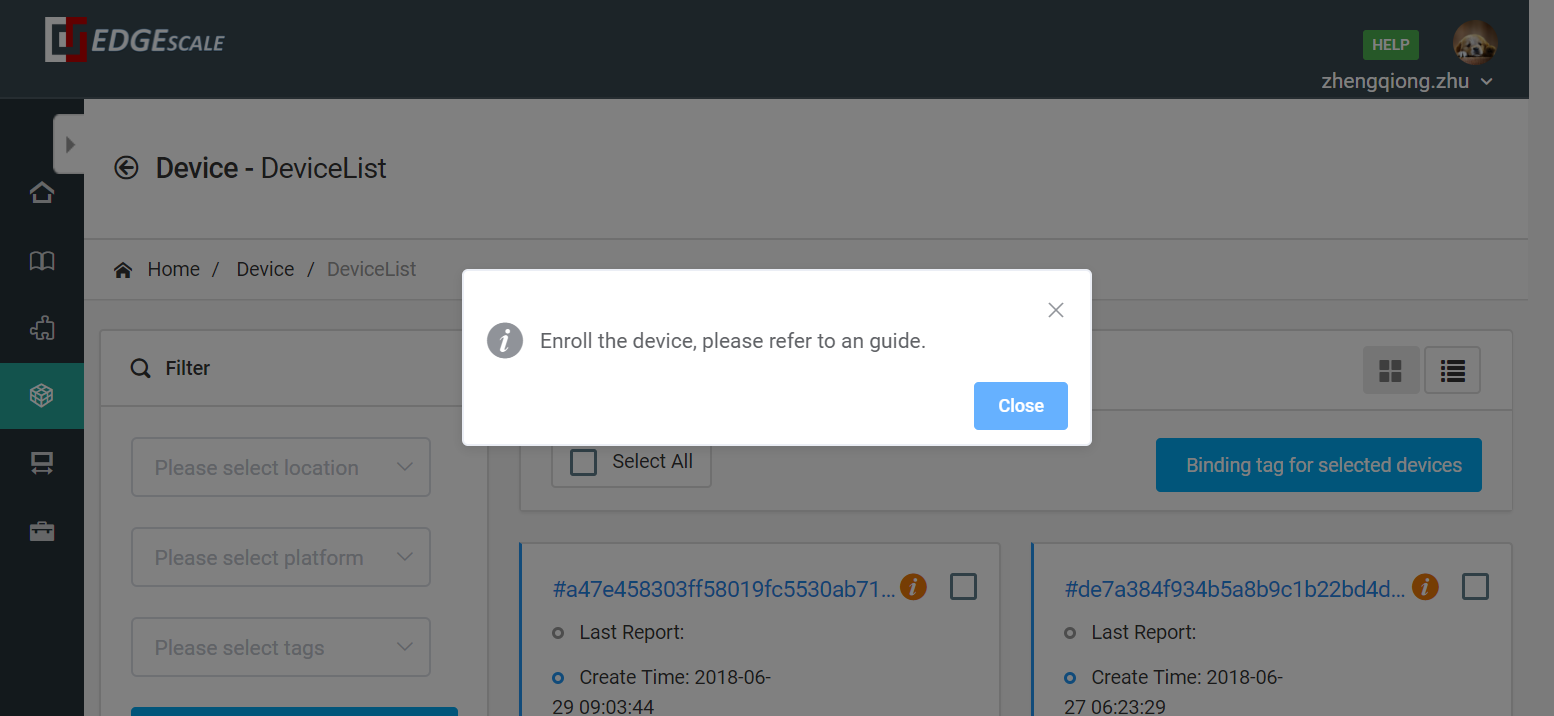 EDGESCALE
HELP
zhengqiong.zhu
Device - DeviceList
Home / Device / DeviceList
Enroll the device, please refer to an guide.
Close
Filter
Please select location
Please select platform
Please select tags
Select All
Binding tag for selected devices
#a47e458303ff58019fc5530ab71...
Last Report:
Create Time: 2018-06-
29 09:03:44
#de7a384f934b5a8b9c1b22bd4d...
Last Report:
Create Time: 2018-06-
27 06:23:29